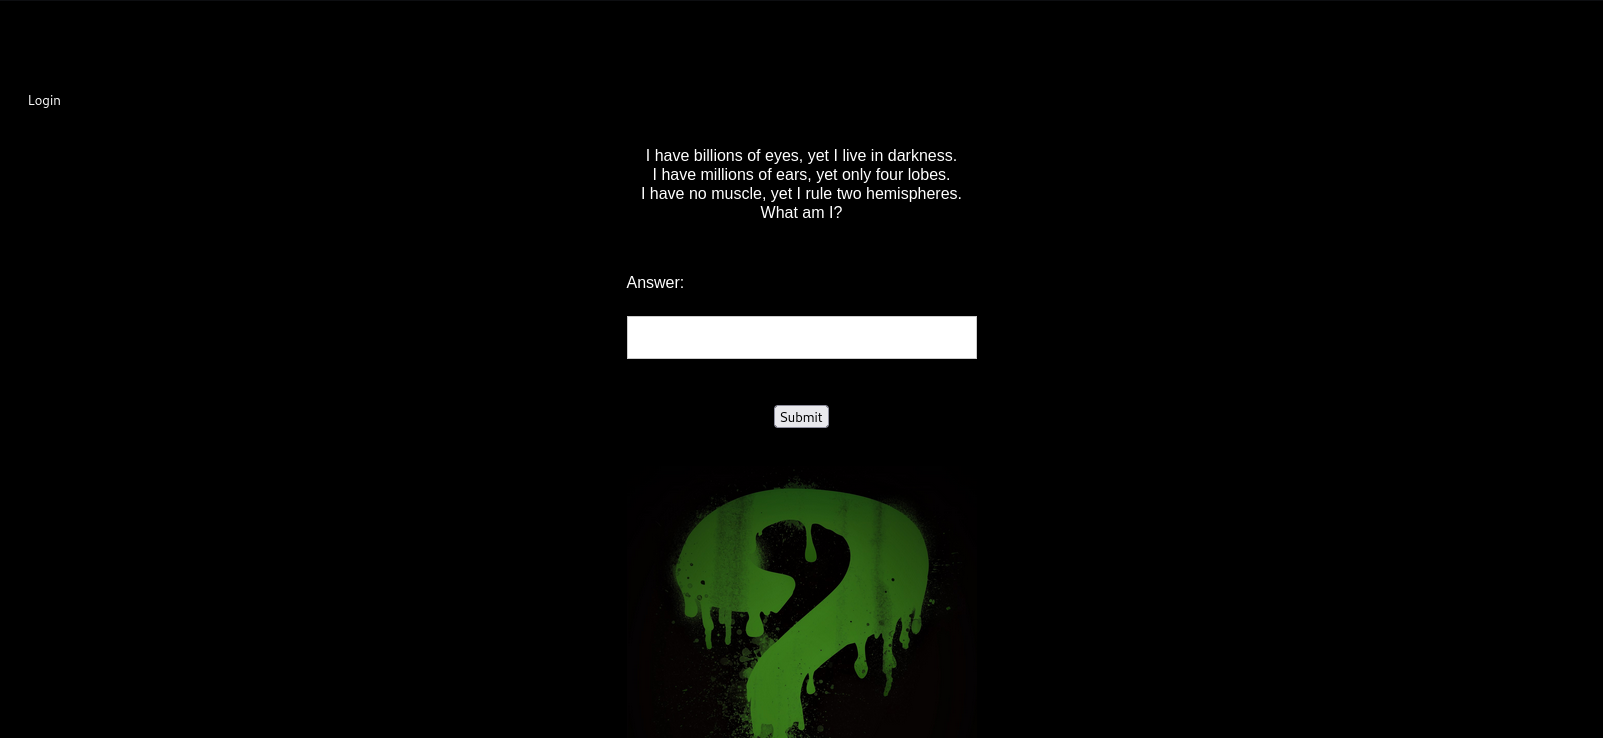 Login
I have billions of eyes, yet I live in darkness.
I have millions of ears, yet only four lobes.
I have no muscle, yet I rule two hemispheres.
What am I?
Answer:
Submit